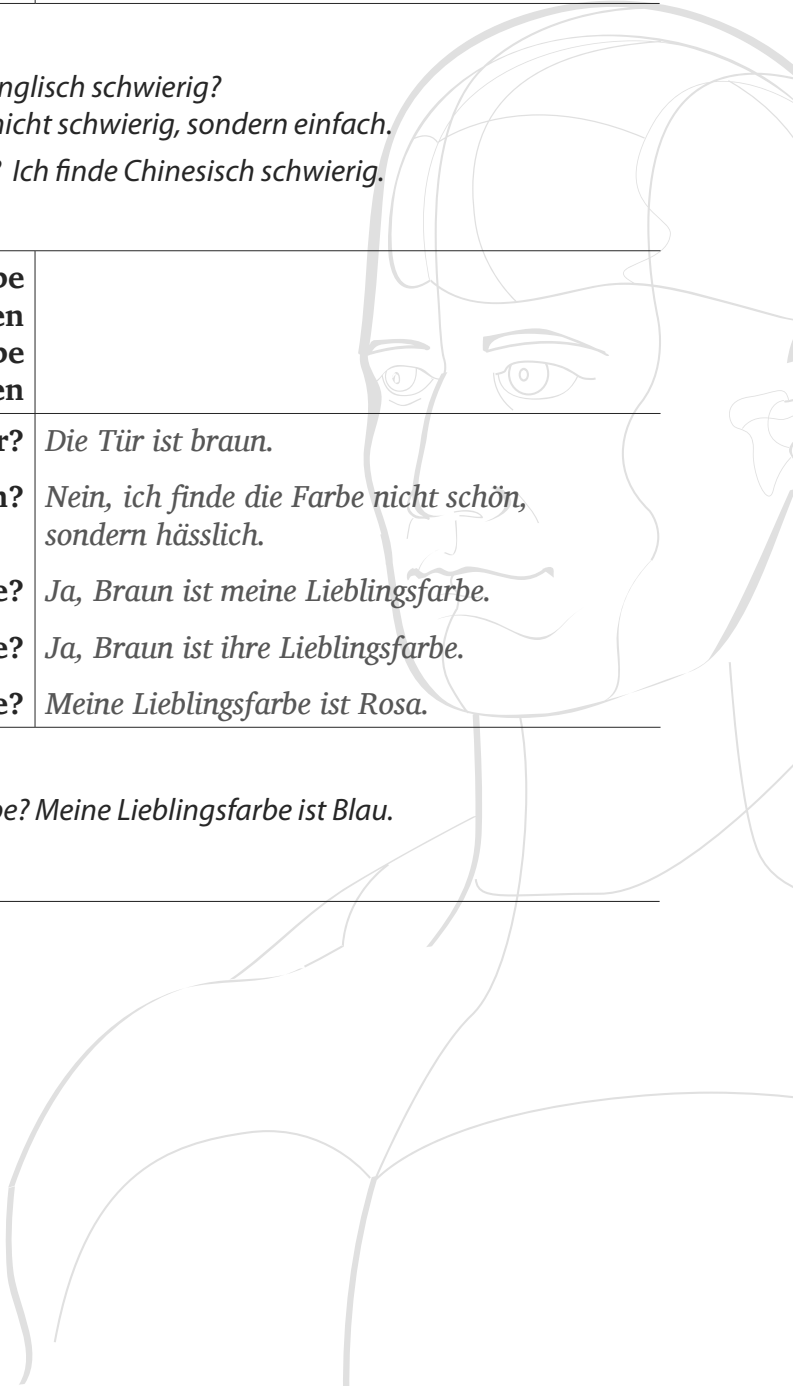 nglisch schwierig?
nicht schwierig, sondern einfach.
? Ich finde Chinesisch schwierig.
be
en
be
en
r? Die Tür ist braun.
n? Nein, ich finde die Farbe nicht schön,
sondern hässlich.
e? Ja, Braun ist meine Lieblingsfarbe.
e? Ja, Braun ist ihre Lieblingsfarbe.
e? Meine Lieblingsfarbe ist Rosa.
be? Meine Lieblingsfarbe ist Blau.